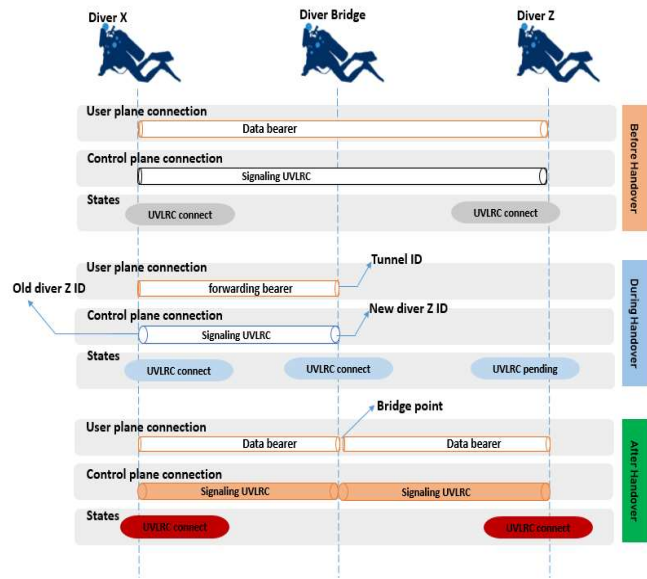 Diver X
Diver Bridge
Diver Z
User plane connection
Data bearer
Control plane connection
Signaling UVLRC
States
UVLRC connect
UVLRC connect
Before Handover
User plane connection
Tunnel ID
Old diver Z ID
forwarding bearer
Control plane connection
New diver Z ID
Signaling UVLRC
States
UVLRC connect
UVLRC connect
UVLRC pending
During Handover
Bridge point
User plane connection
Data bearer
Data bearer
Control plane connection
Signaling UVLRC
Signaling UVLRC
States
UVLRC connect
UVLRC connect
After Handover